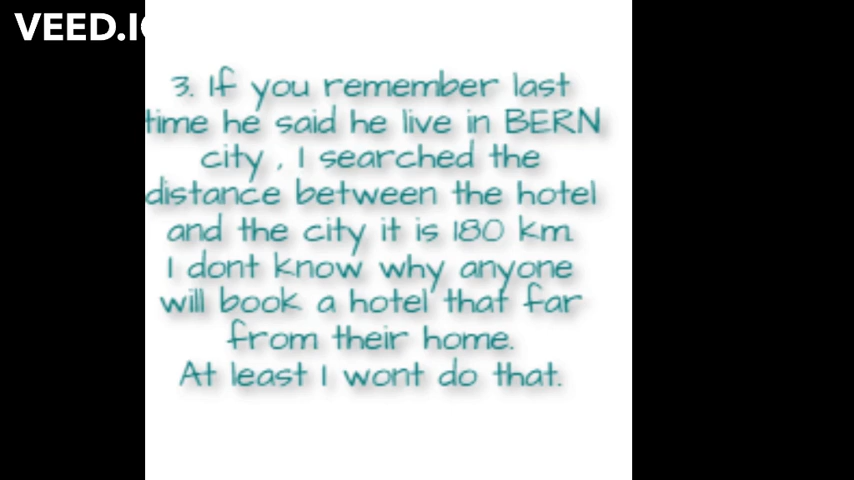 VEED.IO
3. If you remember last
time he said he live in BERN
city , I searched the
distance between the hotel
and the city it is 180 km.
I dont know why anyone
will book a hotel that far
from their home.
At least I wont do that.